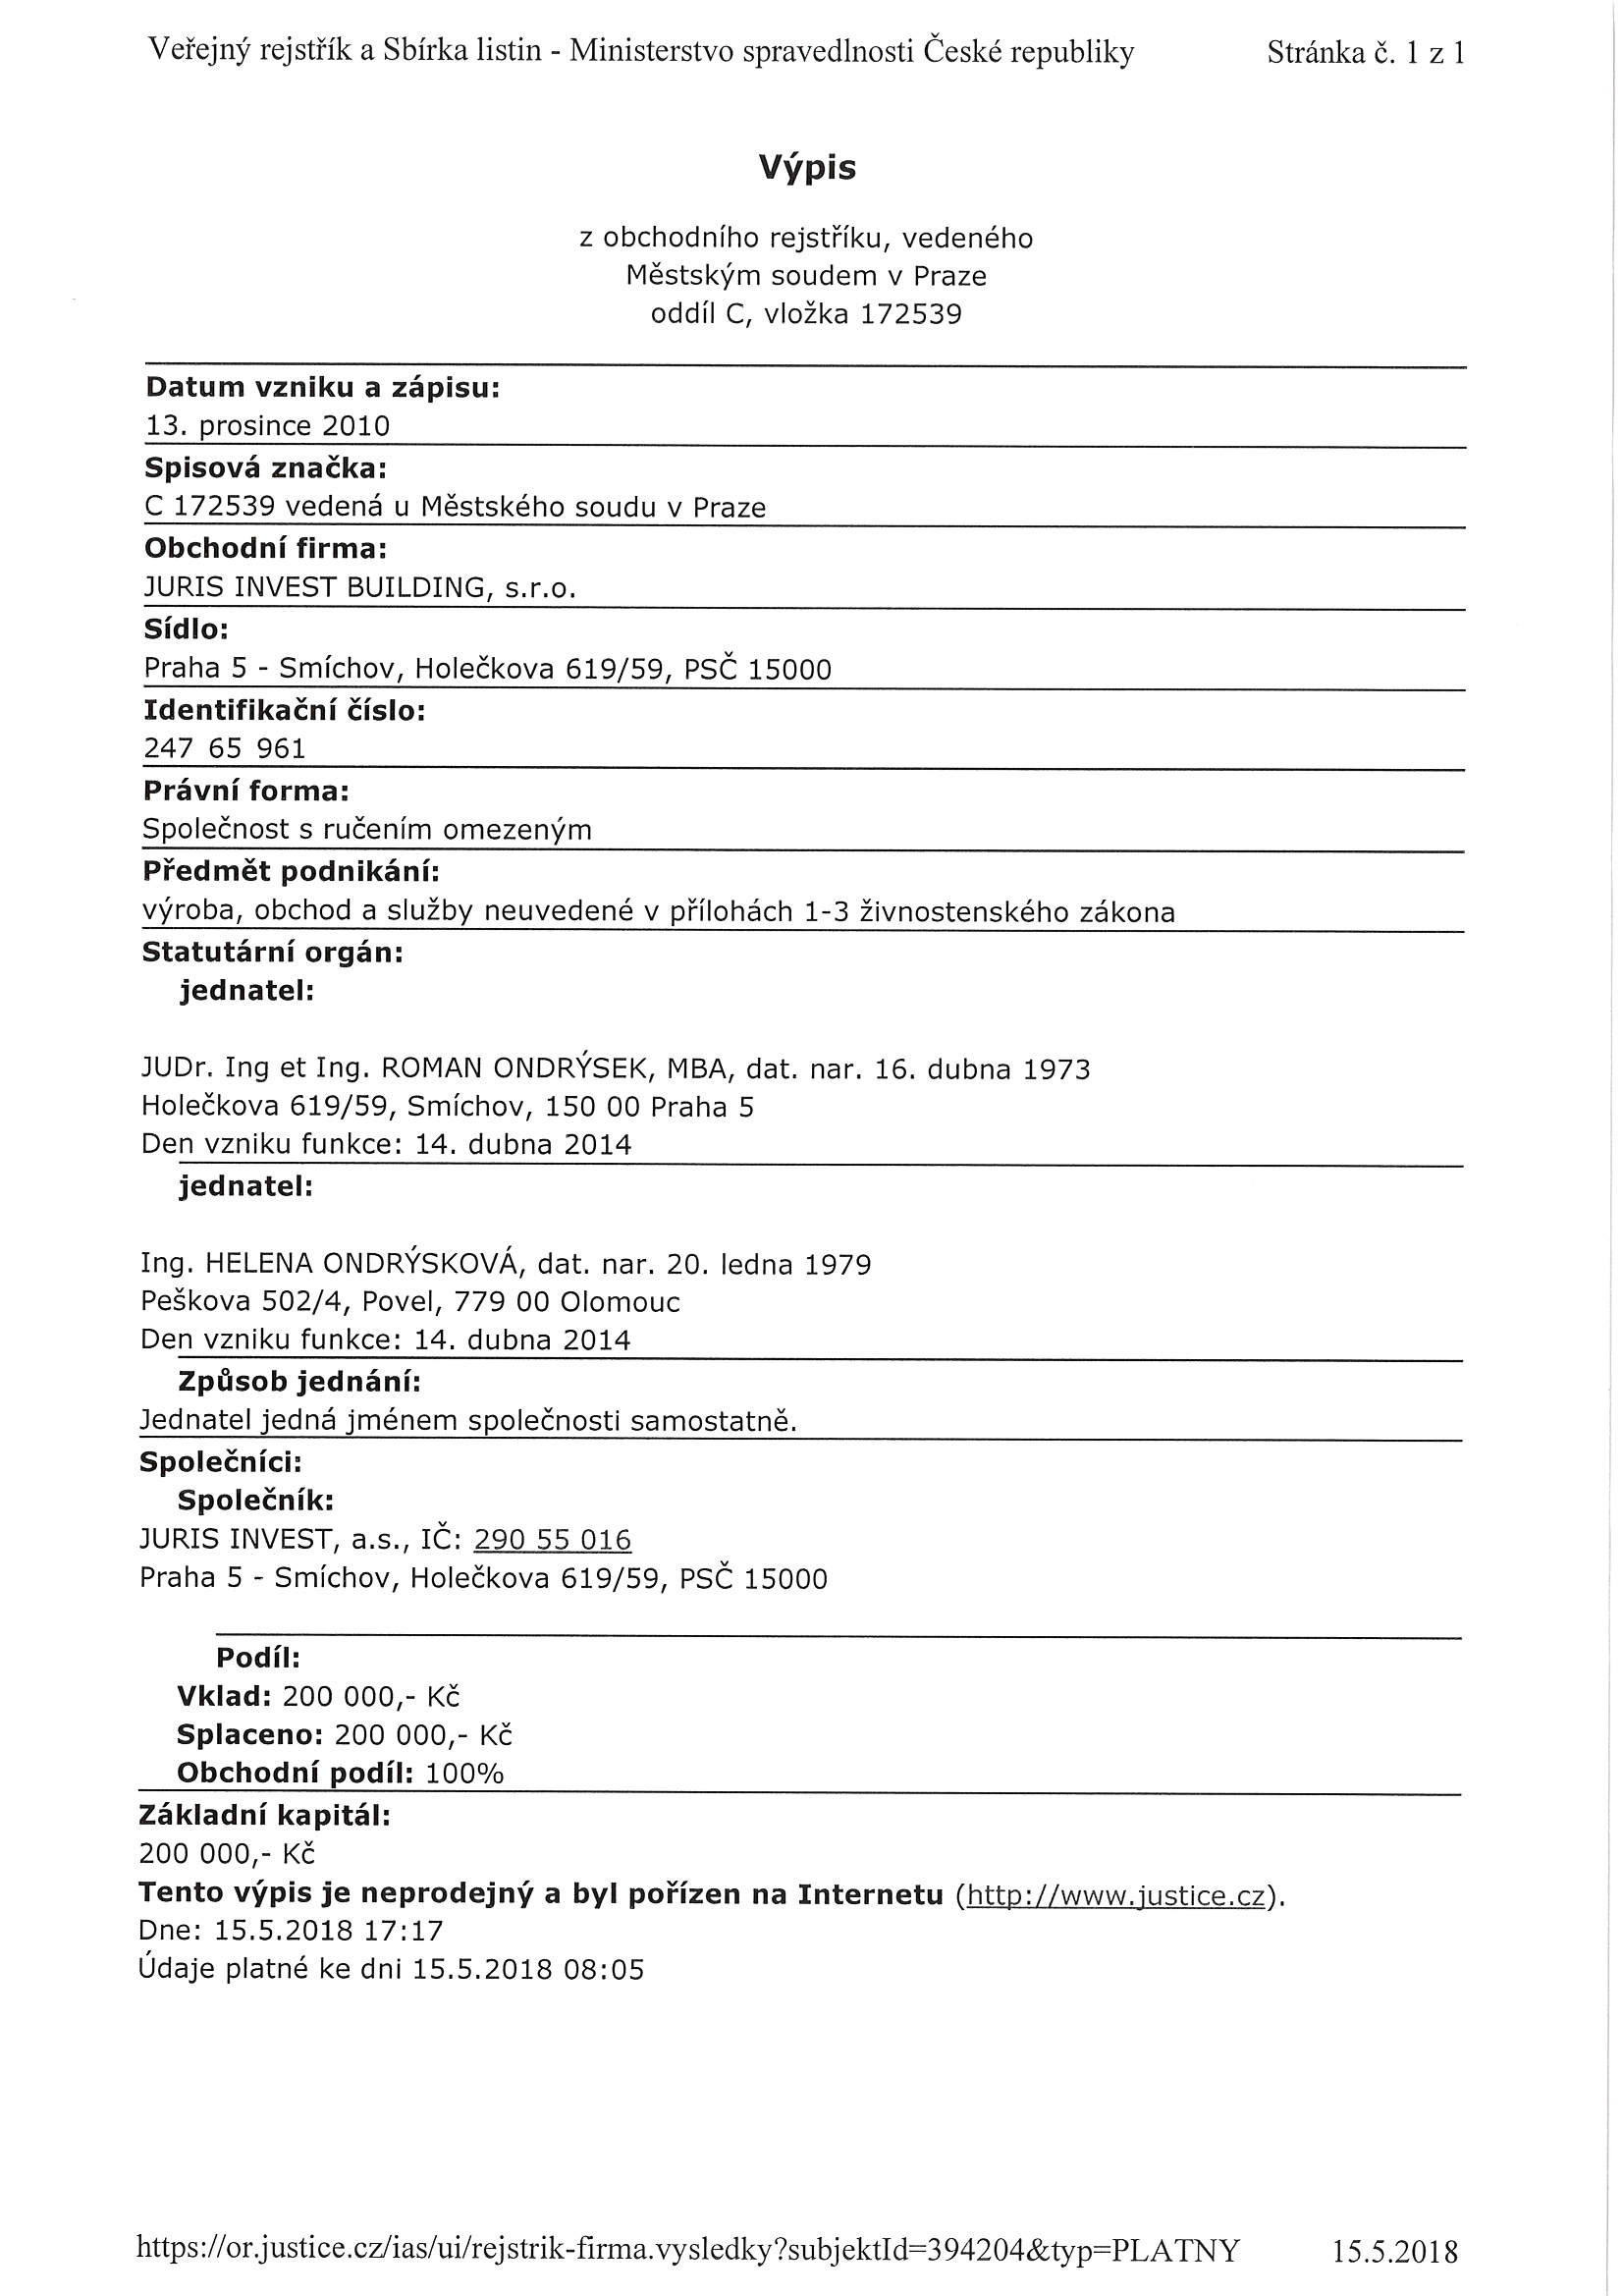 Veřejný rejstřík a Sbírka listin - Ministerstvo spravedlnosti České republiky Stránka č. 1 z 1
Výpis
z obchodního rejstříku, vedeného
Městským soudem v Praze
oddíl C, vložka 172539
Datum vzniku a zápisu:
13. prosince 2010
Spisová značka:
C 172539 vedená u Městského soudu v Praze
Obchodní firma:
JURIS INVEST BUILDING, s.r.o.
Sídlo:
Praha 5 - Smíchov, Holečkova 619/59, PSČ 15000
Identifikační číslo:
247 65 961
Právní forma:
Společnost s ručením omezeným
Předmět podnikání:
výroba, obchod a služby neuvedené v přílohách 1-3 živnostenského zákona
Statutární orgán:
jednatel:
JUDr. Ing et Ing. ROMAN ONDRÝSEK, MBA, dat. nar. 16. dubna 1973
Holečkova 619/59, Smíchov, 150 00 Praha 5
Den vzniku funkce: 14. dubna 2014
jednatel:
Ing. HELENA ONDRÝSKOVÁ, dat. nar. 20. ledna 1979
Peškova 502/4, Povel, 779 00 Olomouc
Den vzniku funkce: 14. dubna 2014
Způsob jednání:
Jednatel jedná jménem společnosti samostatně.
Společníci:
Společník:
JURIS INVEST, a.s., IČ: 290 55 016
Praha 5 - Smíchov, Holečkova 619/59, PSČ 15000
Podíl:
Vklad: 200 000,- Kč
Splaceno: 200 000,- Kč
Obchodní podíl: 100%
Základní kapitál:
200 000,- Kč
Tento výpis je neprodejný a byl pořízen na Internetu (http://www.justice.cz).
Dne: 15.5.2018 17:17
Údaje platné ke dni 15.5.2018 08:05
https://or.justice.cz/ias/ui/rejstrik-firma.vysledky?subjektId=394204&typ=PLATNY 15.5.2018